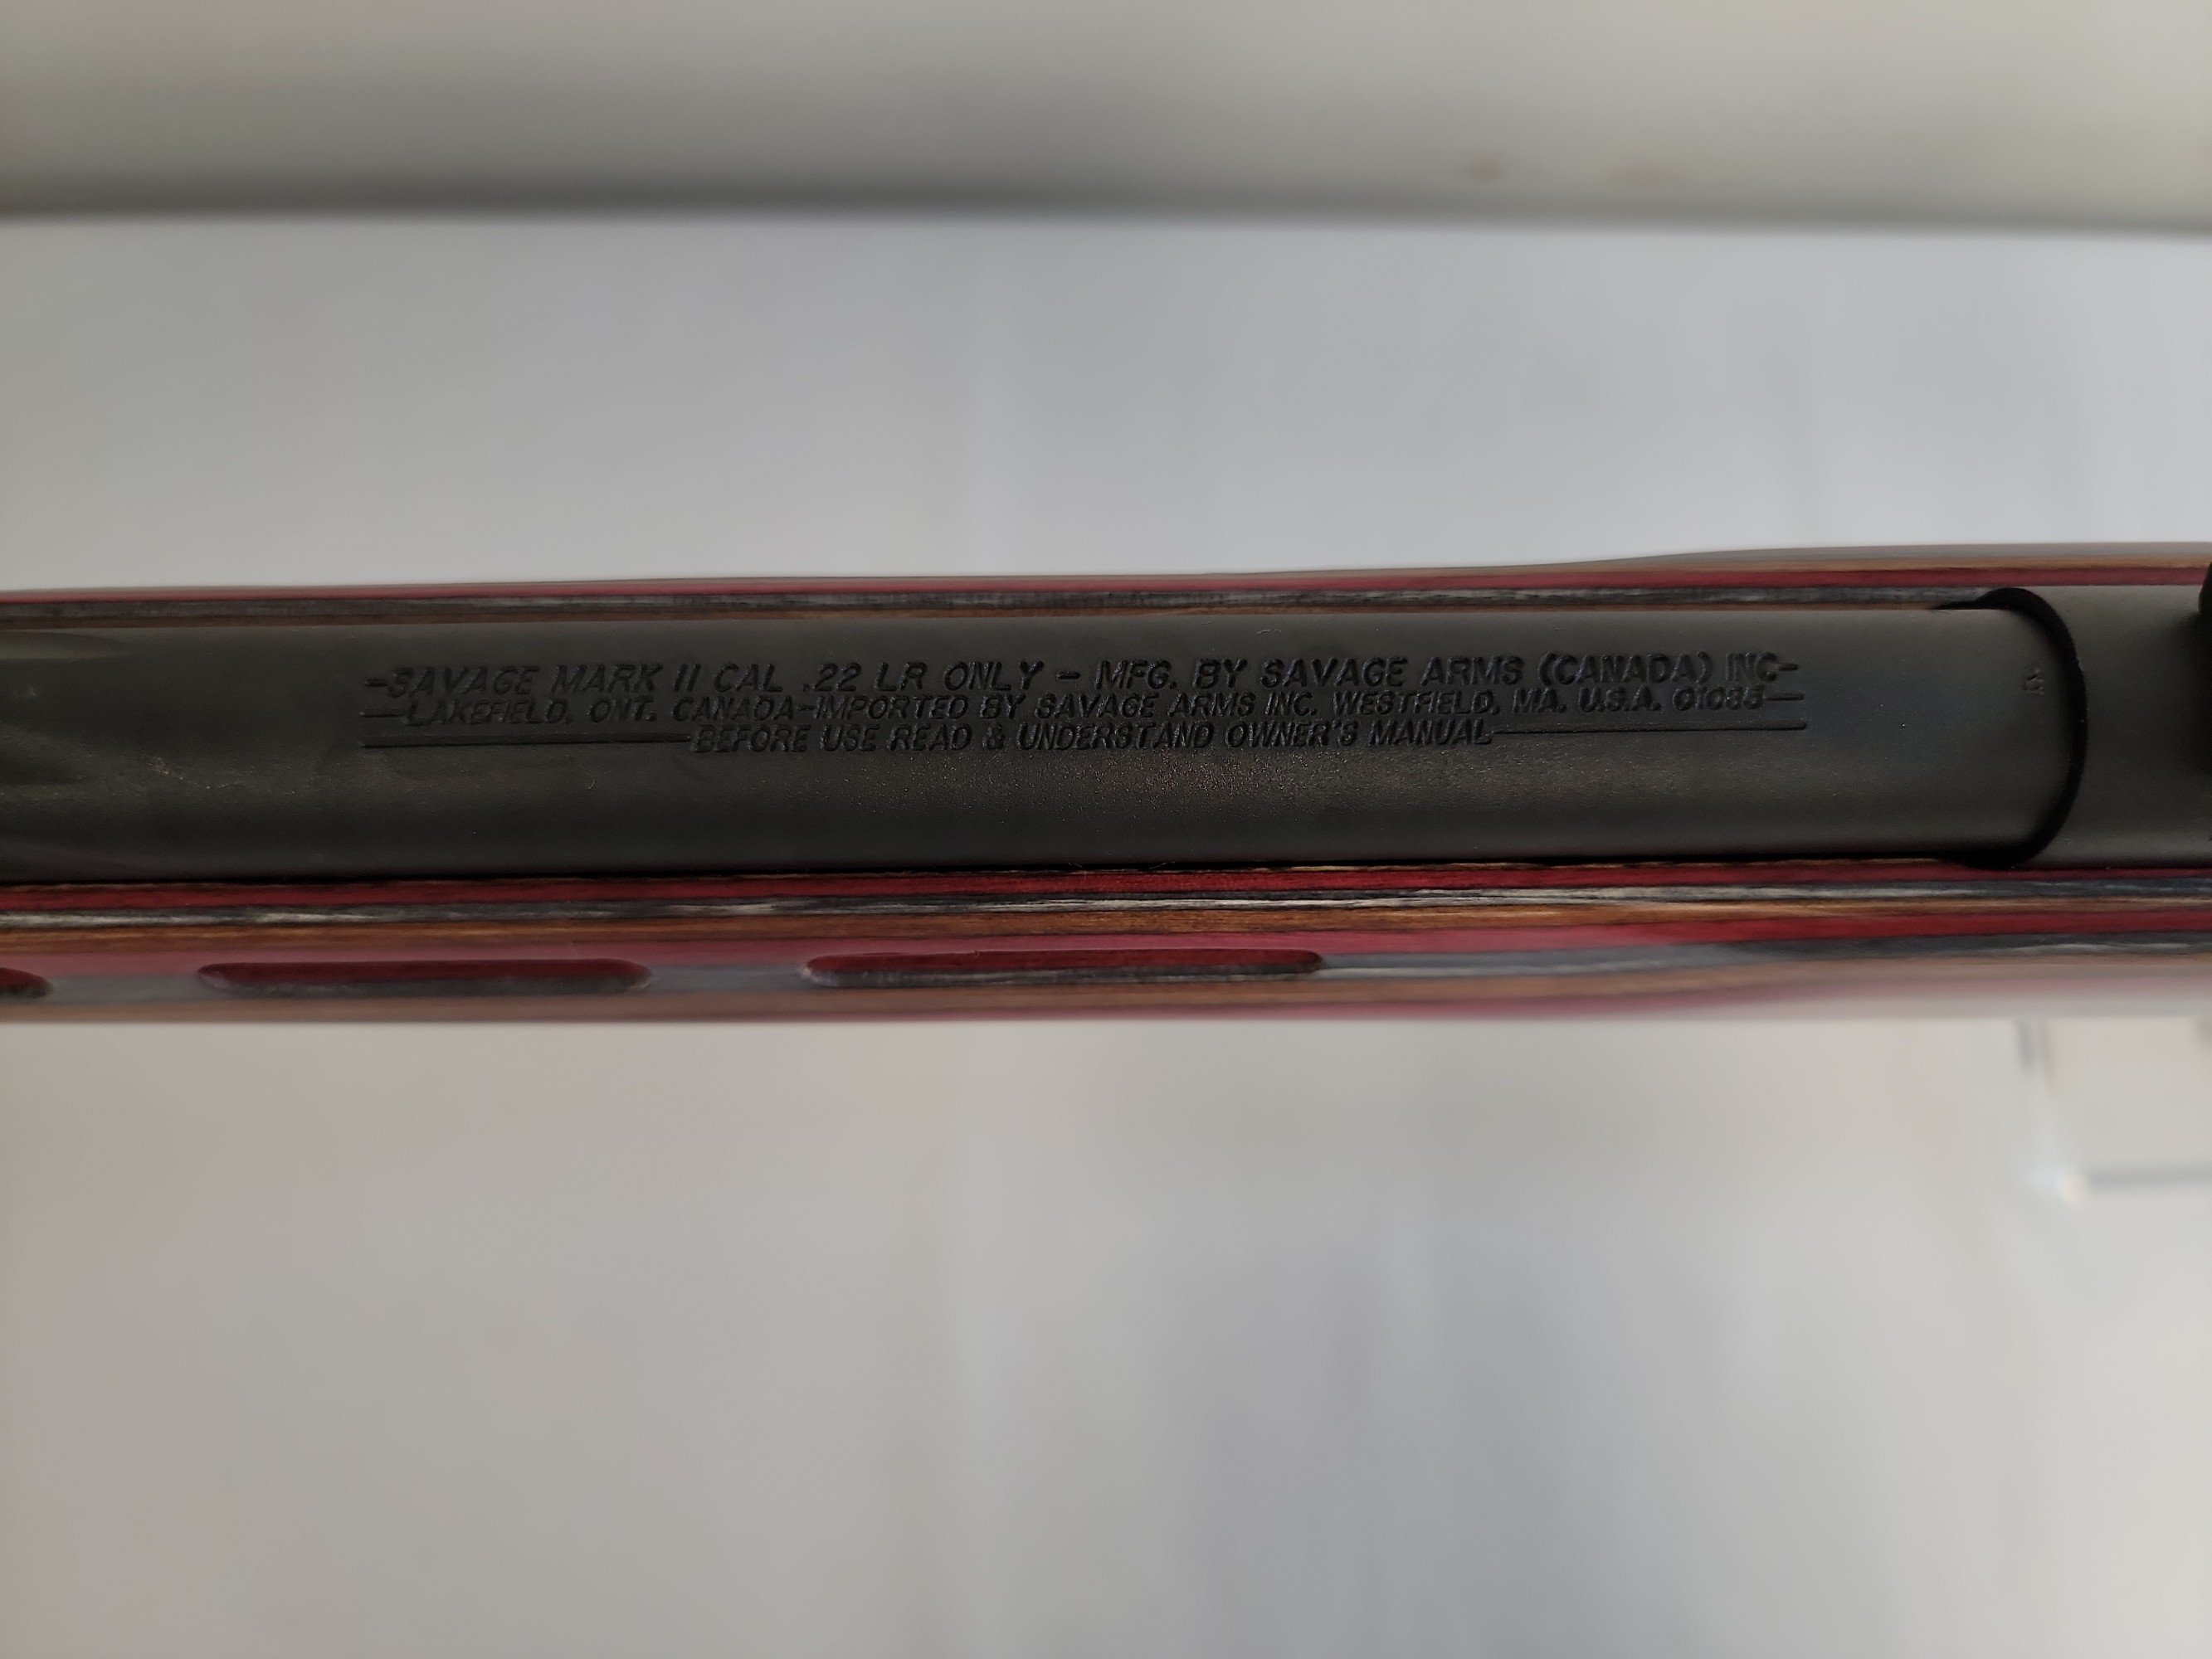 -SAVAGE MARK II CAL .22 LR ONLY - MFG. BY SAVAGE ARMS (CANADA) INC-
—LAKEFIELD, ONT. CANADA-IMPORTED BY SAVAGE ARMS INC. WESTFIELD, MA. U.S.A. 01085—
BEFORE USE READ & UNDERSTAND OWNER'S MANUAL